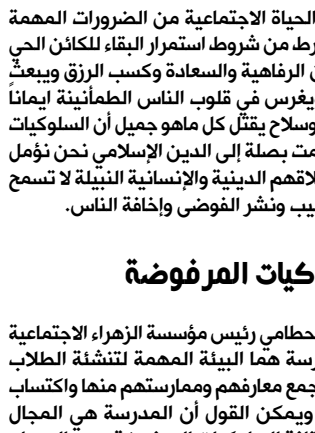 الحياة الاجتماعية من الضرورات المهمة
رط من شروط استمرار البقاء للكائن الحي
الرفاهية والسعادة وكسب الرزق ويبعث
يغرس في قلوب الناس الطمأنينة ايماناً
وسلاح يقتل كل ماهو جميل أن السلوكيات
مت بصلة إلى الدين الإسلامي نحن نؤمل
لاقهم الدينية والإنسانية النبيلة لا تسمح
يب ونشر الفوضى وإخافة الناس.
كيات المرفوضة
حطامي رئيس مؤسسة الزهراء الاجتماعية
رسة هما البيئة المهمة لتنشئة الطلاب
جمع معارفهم وممارستهم منها واكتساب
ويمكن القول أن المدرسة هي المجال